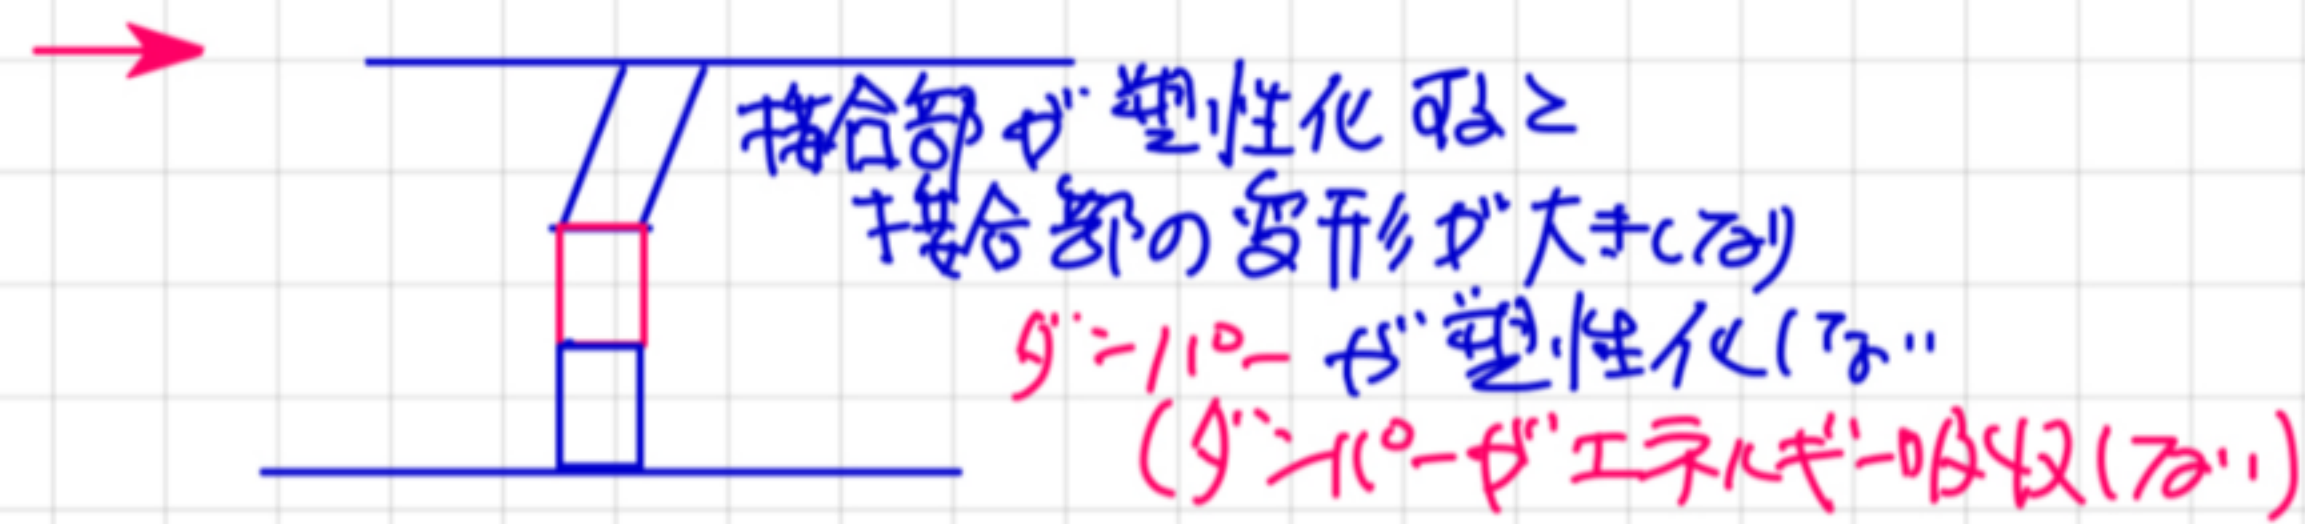 接合部が塑性化すると
接合部の変形が大きくなり
ダンパーが塑性化しない
(ダンパーがエネルギー吸収しない)